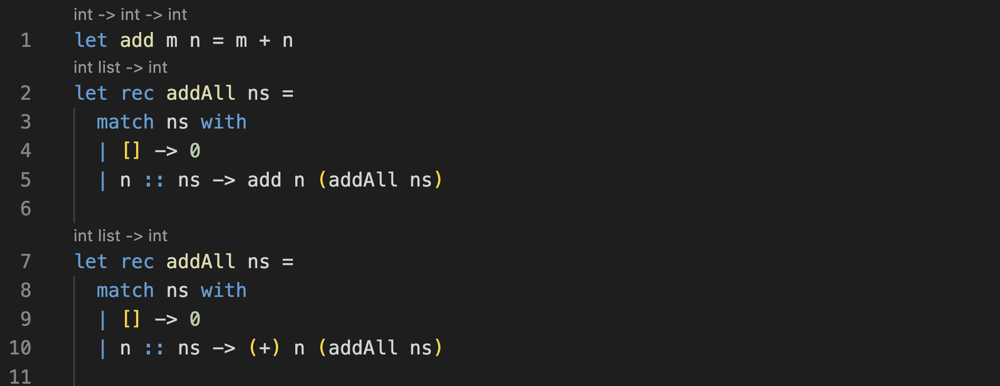 int -> int -> int
1 let add m n = m + n
int list -> int
2 let rec addAll ns =
3 match ns with
4 | [] -> 0
5 | n :: ns -> add n (addAll ns)
6
int list -> int
7 let rec addAll ns =
8 match ns with
9 | [] -> 0
10 | n :: ns -> (+) n (addAll ns)
11